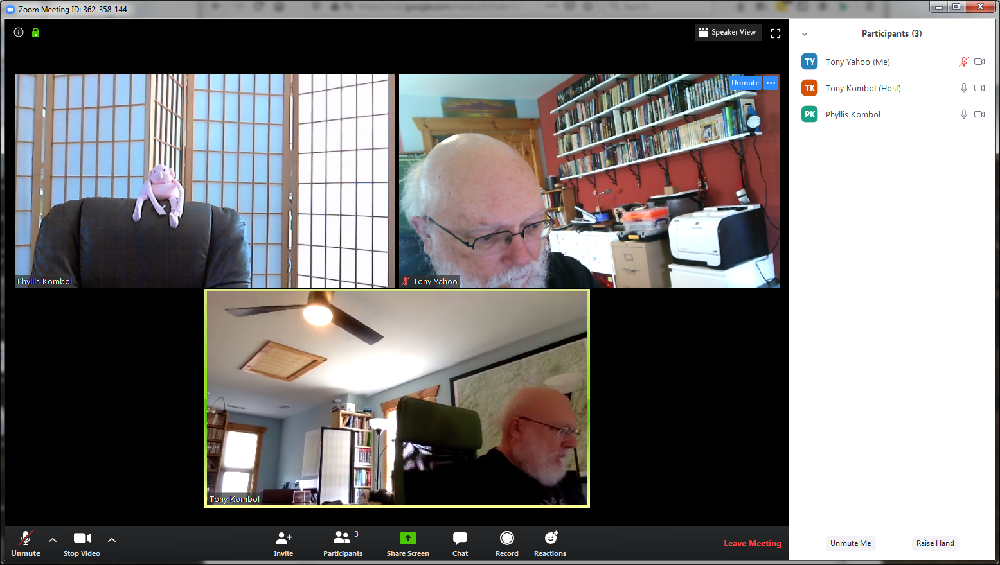 Zoom Meeting ID: 362-358-144
Speaker View
Participants (3)
Unmute
TY Tony Yahoo (Me)
TK Tony Kombol (Host)
PK Phyllis Kombol
Phyllis Kombol
Tony Yahoo
Tony Kombol
Unmute Me
Raise Hand
3
Unmute
Stop Video
Invite
Participants
Share Screen
Chat
Record
Reactions
Leave Meeting